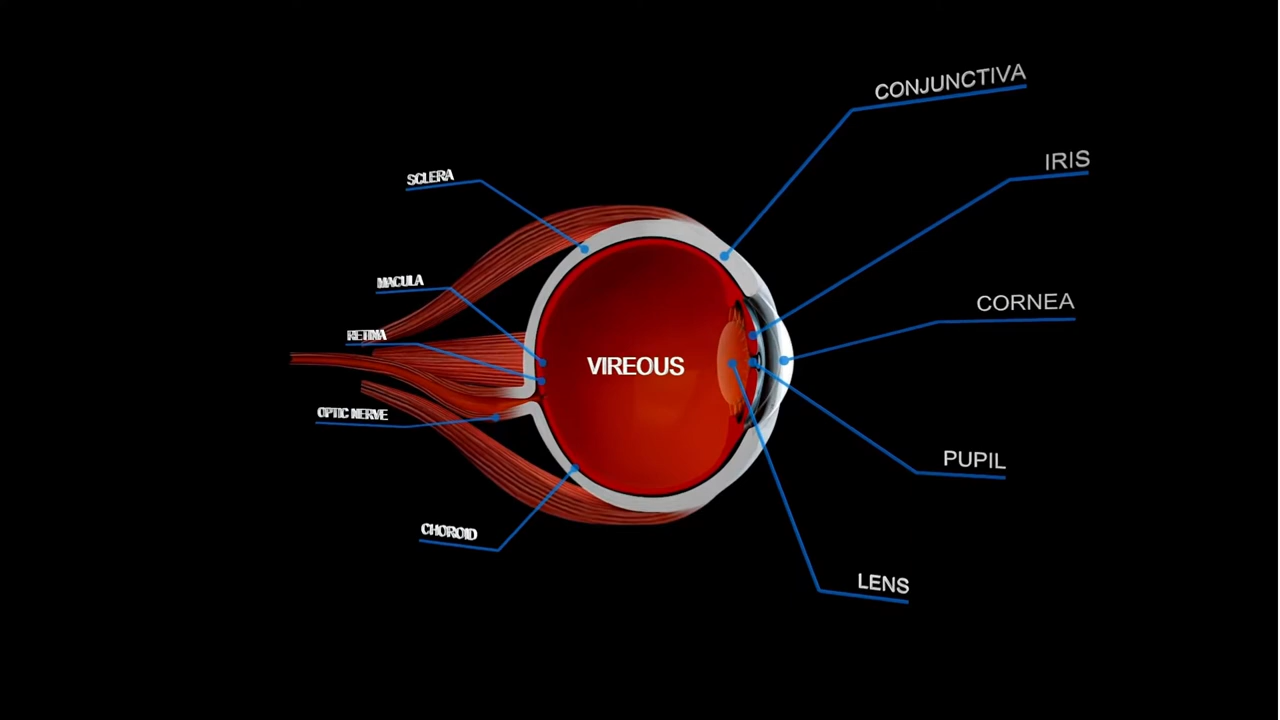 CONJUNCTIVA
IRIS
SCLERA
MACULA
CORNEA
RETINA
VIREOUS
OPTIC NERVE
PUPIL
CHOROID
LENS